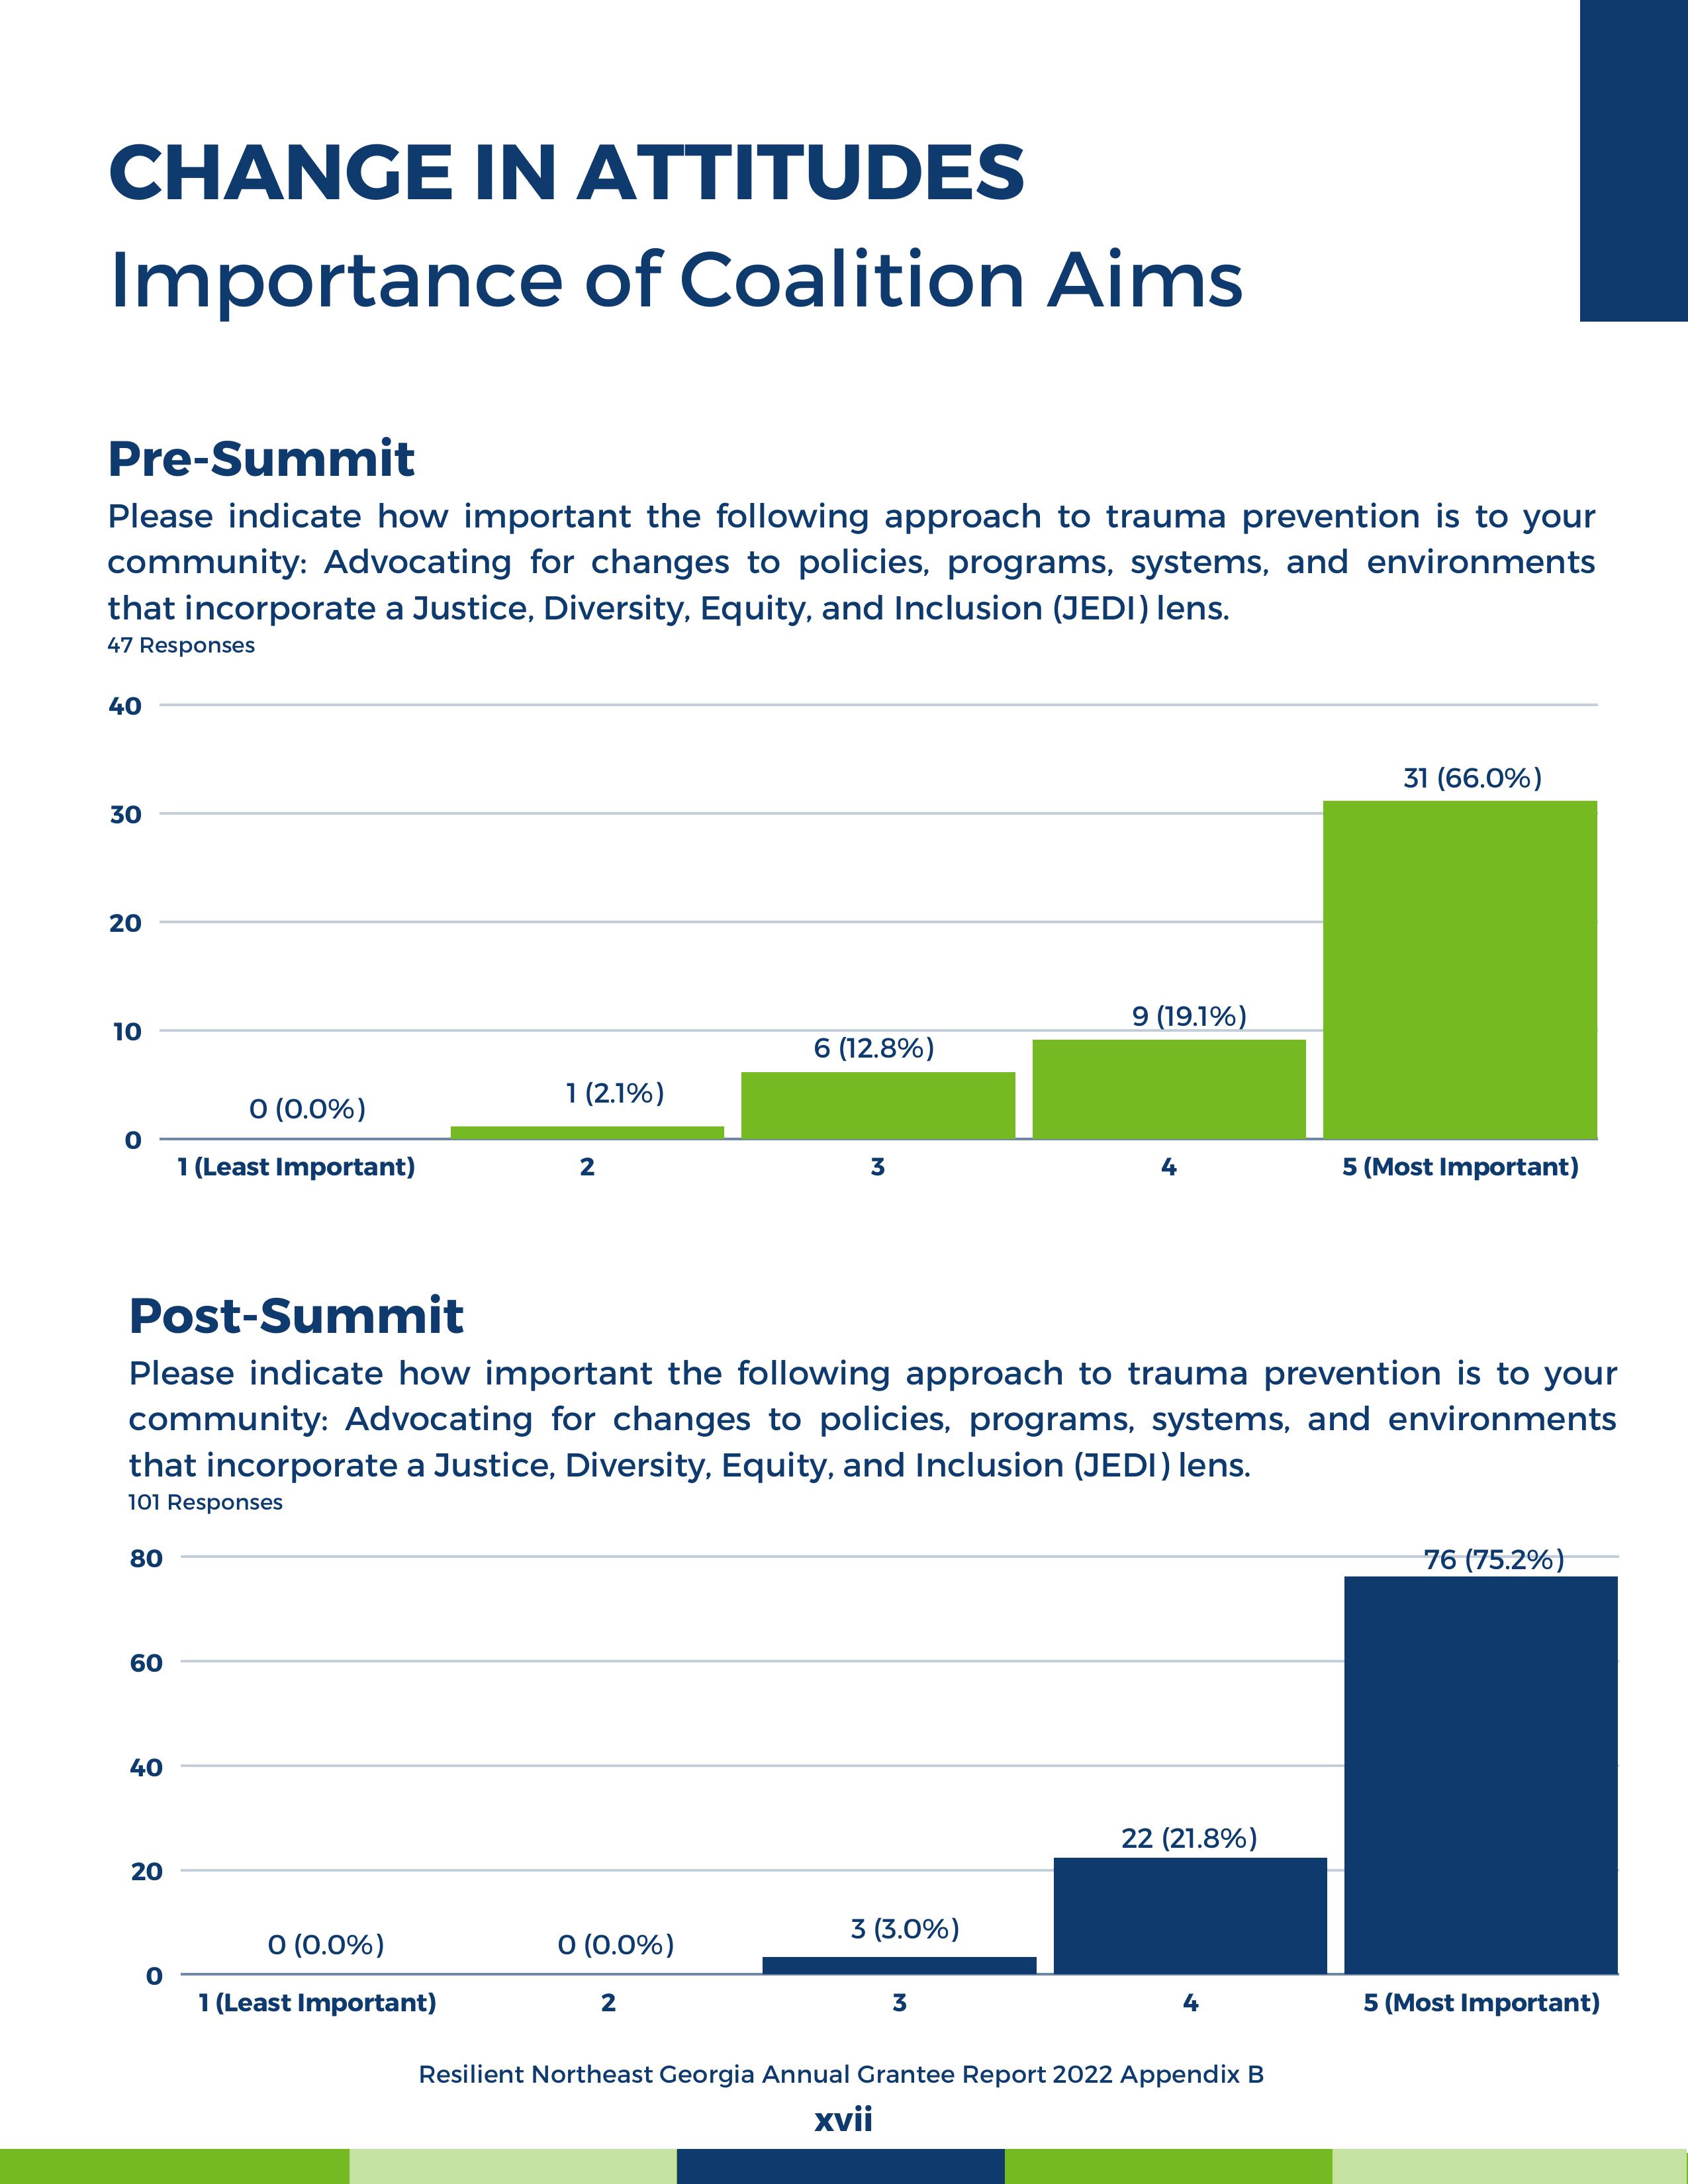 CHANGE IN ATTITUDES
Importance of Coalition Aims
Pre-Summit
Please indicate how important the following approach to trauma prevention is to your
community: Advocating for changes to policies, programs, systems, and environments
that incorporate a Justice, Diversity, Equity, and Inclusion (JEDI) lens.
47 Responses
40
31 (66.0%)
30
20
9 (19.1%)
10
6 (12.8%)
1 (2.1%)
0 (0.0%)
0
1 (Least Important) 2 3 4 5 (Most Important)
Post-Summit
Please indicate how important the following approach to trauma prevention is to your
community: Advocating for changes to policies, programs, systems, and environments
that incorporate a Justice, Diversity, Equity, and Inclusion (JEDI) lens.
101 Responses
80 76 (75.2%)
60
40
22 (21.8%)
20
3 (3.0%)
0 (0.0%) 0 (0.0%)
0
1 (Least Important) 2 3 4 5 (Most Important)
Resilient Northeast Georgia Annual Grantee Report 2022 Appendix B
xvii